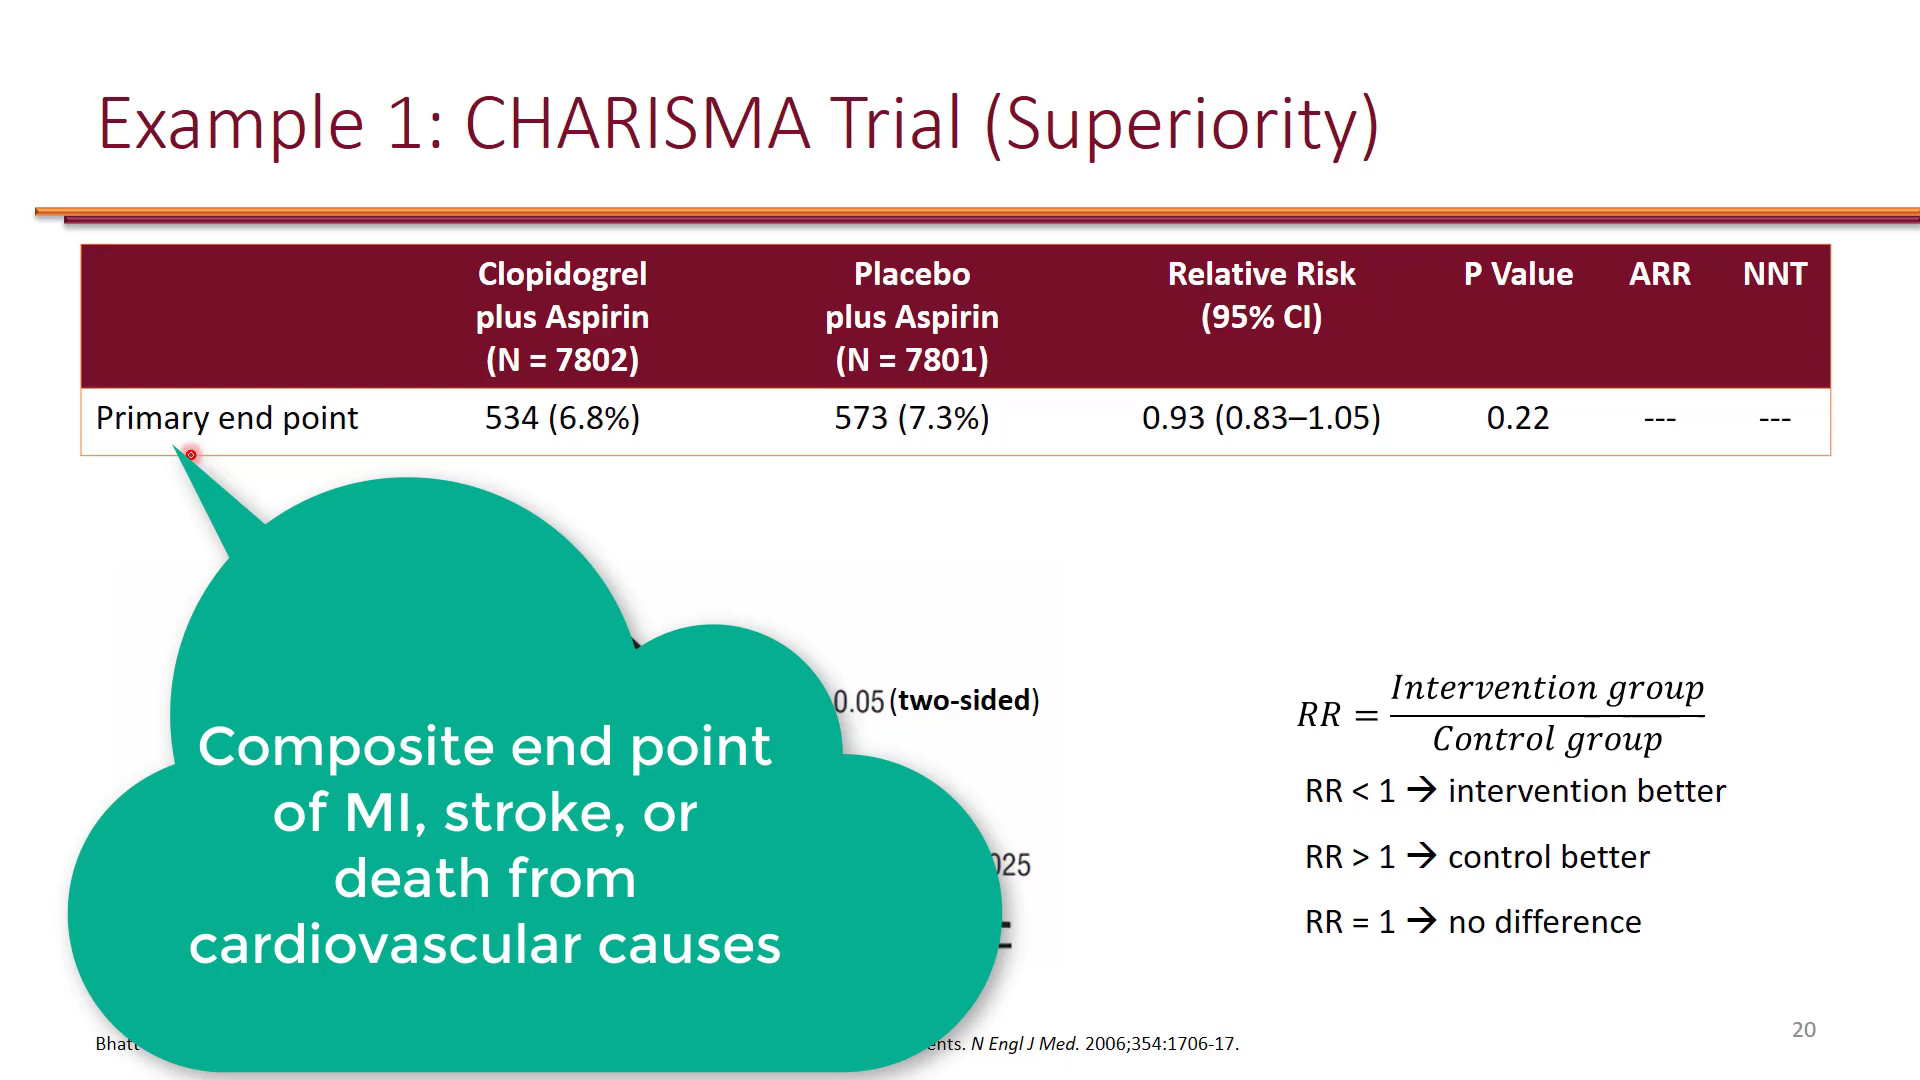 Example 1: CHARISMA Trial (Superiority)
Clopidogrel plus Aspirin (N = 7802)
Placebo plus Aspirin (N = 7801)
Relative Risk (95% CI)
P Value
ARR
NNT
Primary end point 534 (6.8%) 573 (7.3%) 0.93 (0.83–1.05) 0.22 --- ---
0.05 (two-sided)
025
Composite end point
of MI, stroke, or
death from
cardiovascular causes
RR = Intervention group / Control group
RR < 1 → intervention better
RR > 1 → control better
RR = 1 → no difference
Bhatt
ents. N Engl J Med. 2006;354:1706-17.
20